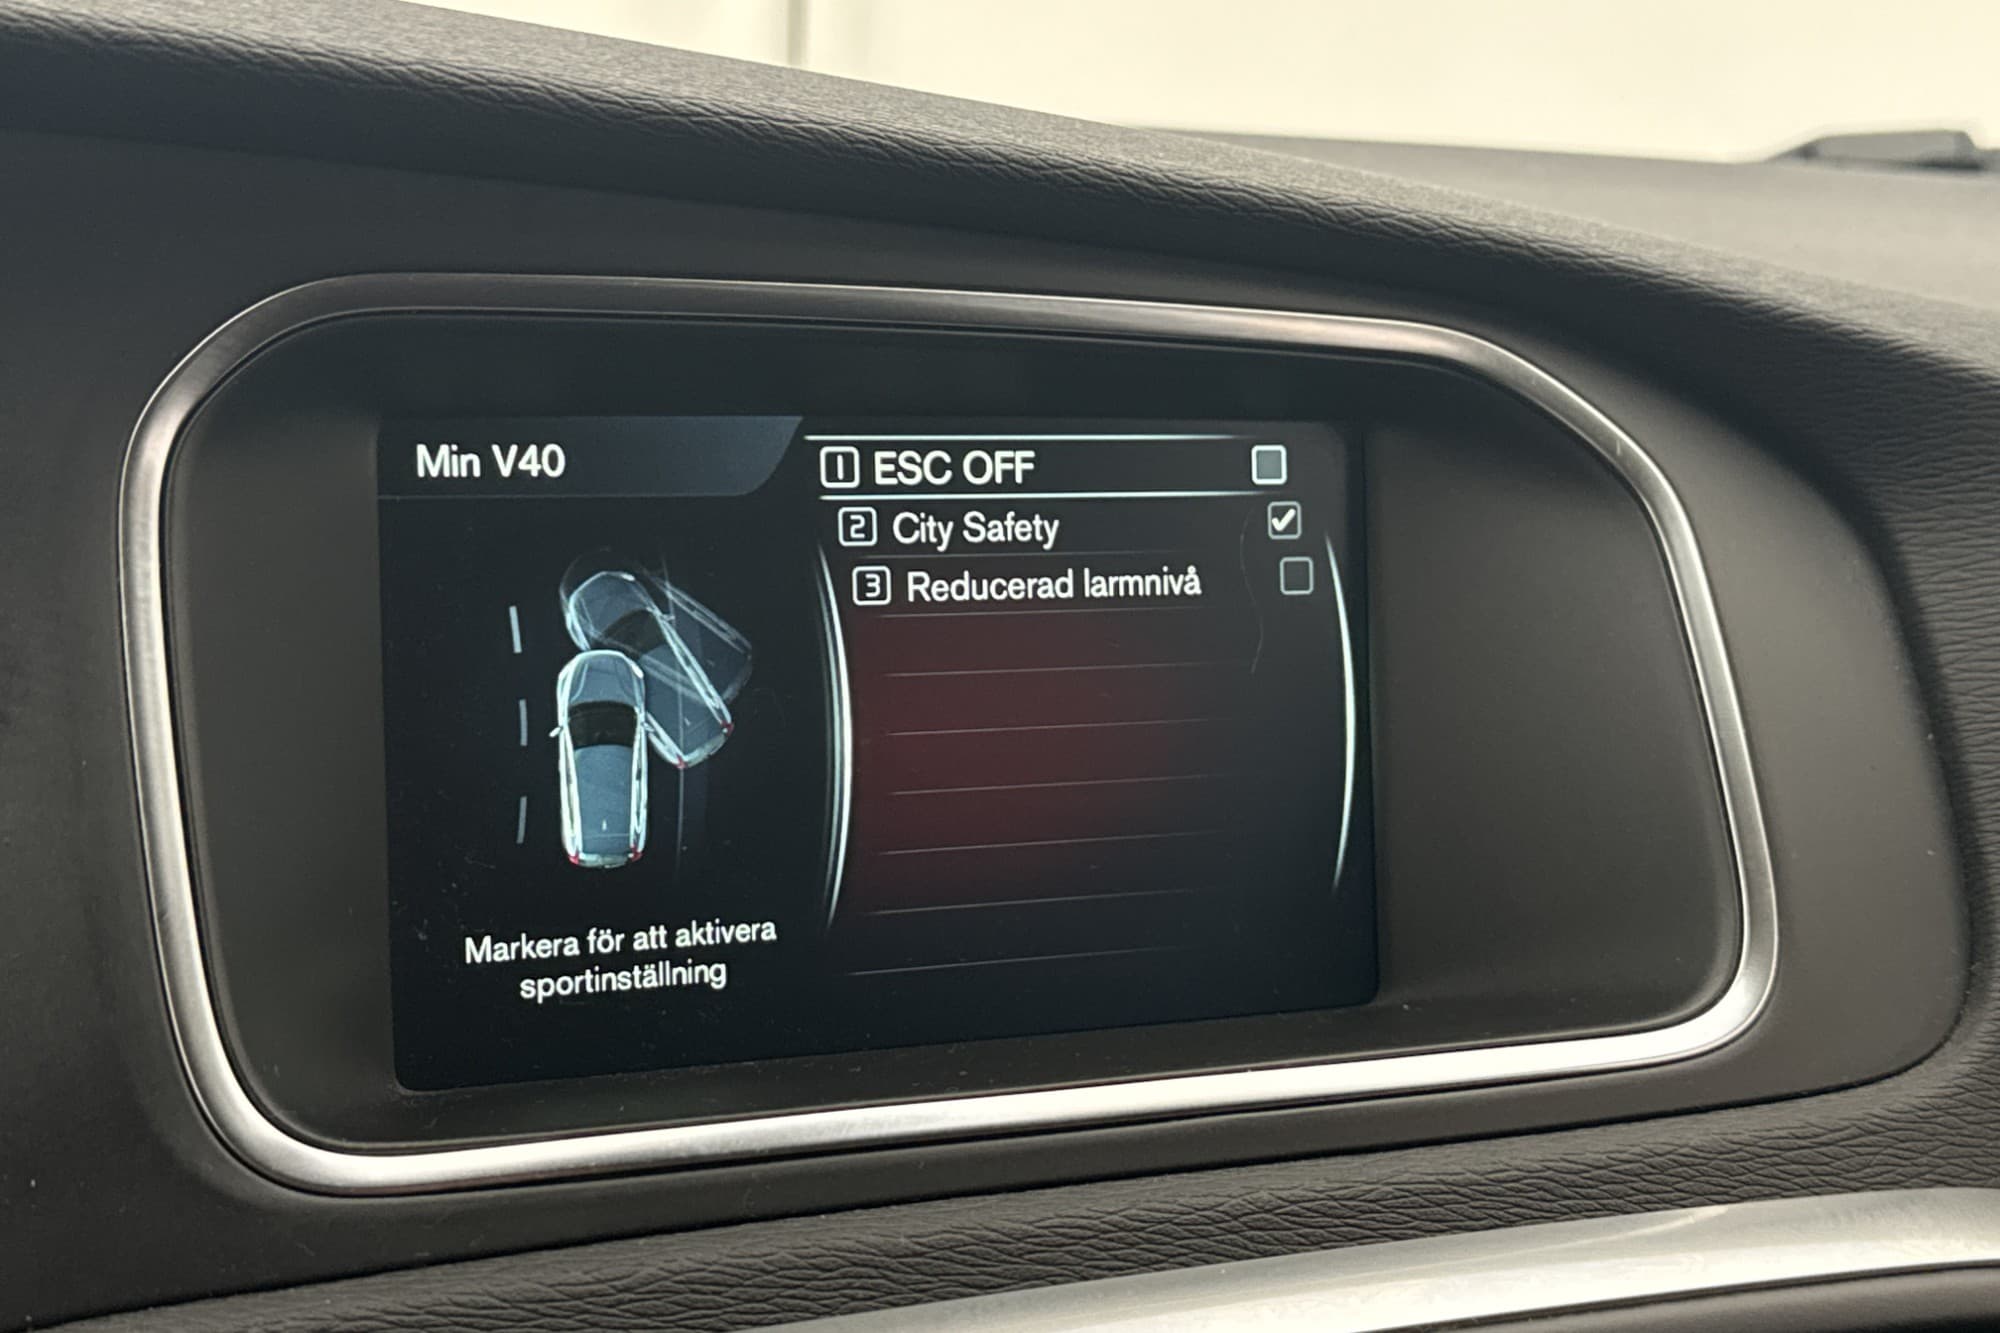 Min V40
1 ESC OFF
2 City Safety
3 Reducerad larmnivå
Markera för att aktivera
sportinställning